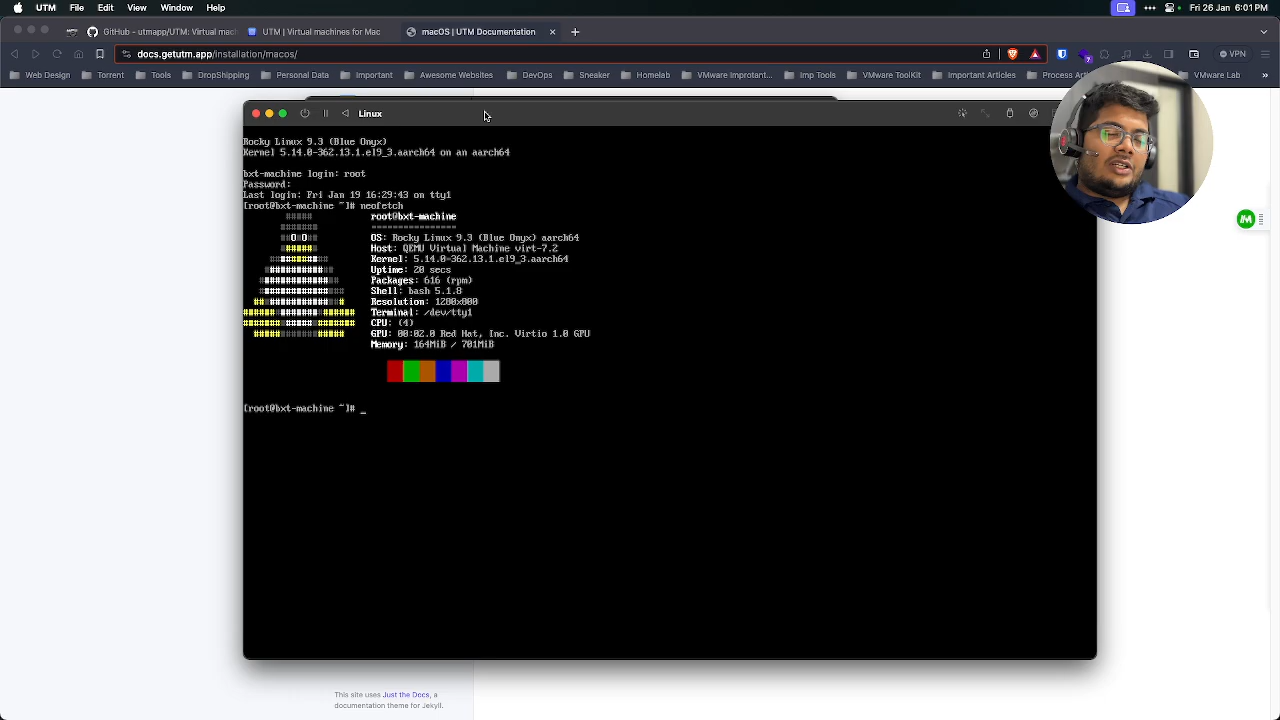 UTM File Edit View Window Help
Fri 26 Jan 6:01 PM
GitHub - utmapp/UTM: Virtual mach
UTM | Virtual machines for Mac
macOS | UTM Documentation
docs.getutm.app/installation/macos/
VPN
Web Design Torrent Tools DropShipping Personal Data Important Awesome Websites DevOps Sneaker Homelab VMware Improtant... Imp Tools VMware ToolKit Important Articles Process Artic VMware Lab »
Linux
Rocky Linux 9.3 (Blue Onyx)
Kernel 5.14.0-362.13.1.el9_3.aarch64 on an aarch64
bxt-machine login: root
Password:
Last login: Fri Jan 19 16:29:43 on tty1
[root@bxt-machine ~]# neofetch
root@bxt-machine
----------------
OS: Rocky Linux 9.3 (Blue Onyx) aarch64
Host: QEMU Virtual Machine virt-7.2
Kernel: 5.14.0-362.13.1.el9_3.aarch64
Uptime: 20 secs
Packages: 616 (rpm)
Shell: bash 5.1.8
Resolution: 1280x800
Terminal: /dev/tty1
CPU: (4)
GPU: 00:02.0 Red Hat, Inc. Virtio 1.0 GPU
Memory: 164MiB / 701MiB
[root@bxt-machine ~]# _
This site uses Just the Docs, a
documentation theme for Jekyll.